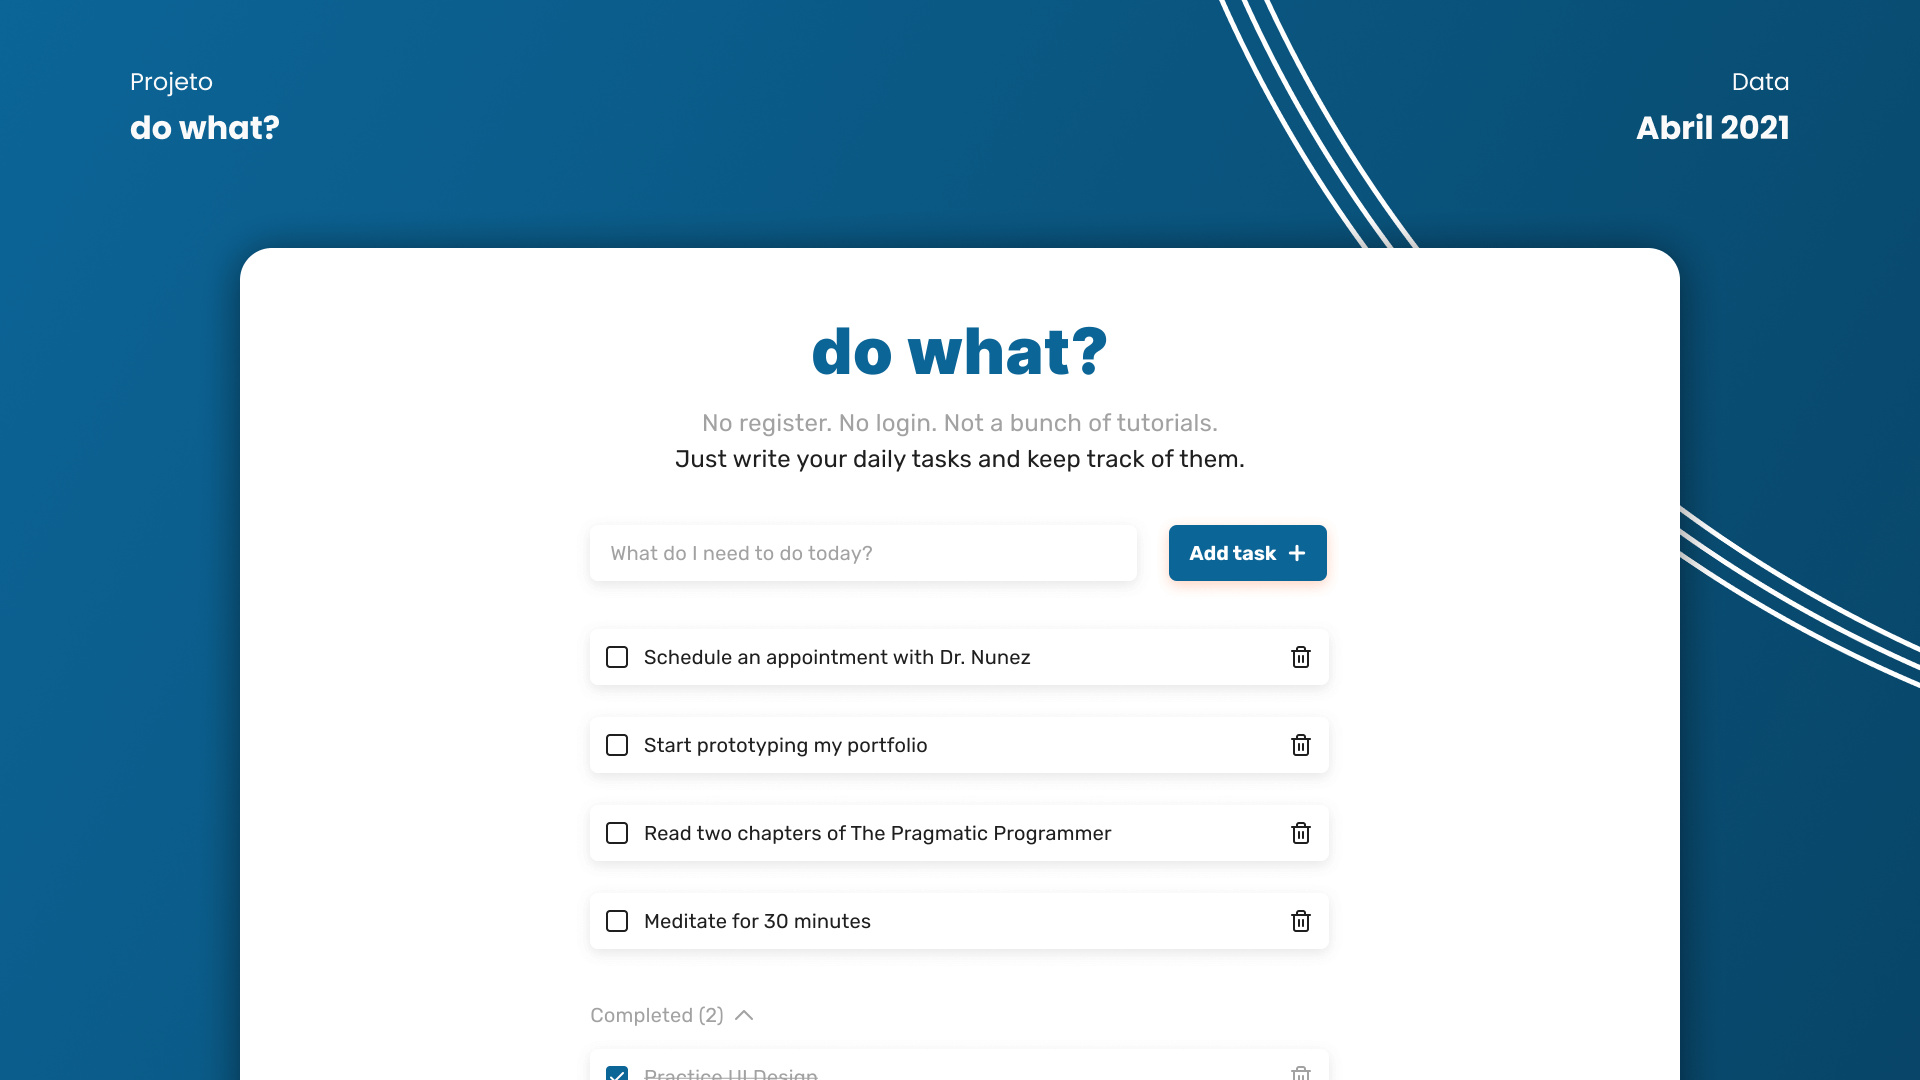 Projeto
do what?
Data
Abril 2021
do what?
No register. No login. Not a bunch of tutorials.
Just write your daily tasks and keep track of them.
What do I need to do today?
Add task
Schedule an appointment with Dr. Nunez
Start prototyping my portfolio
Read two chapters of The Pragmatic Programmer
Meditate for 30 minutes
Completed (2)
Practice UI Design